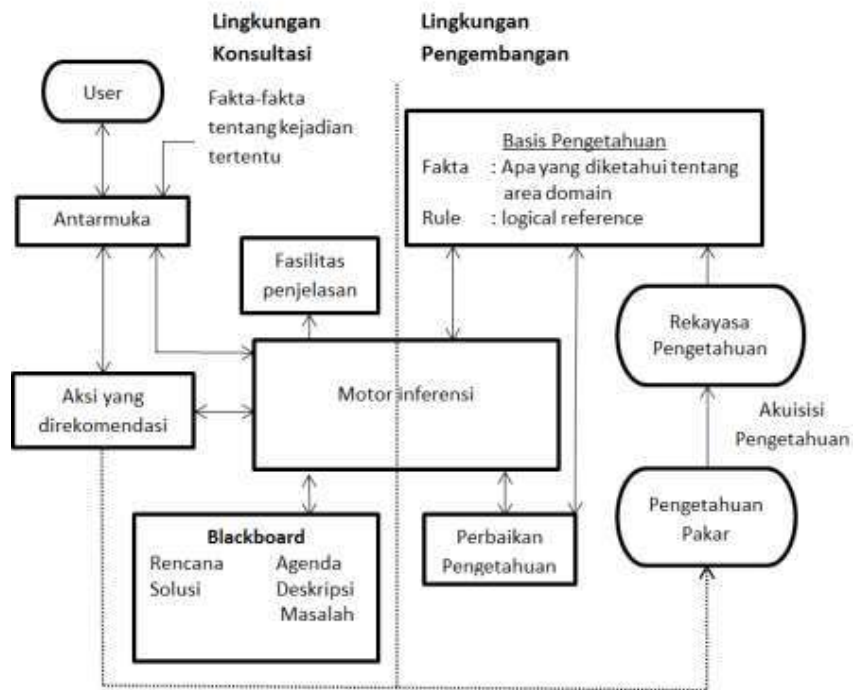 Lingkungan
Konsultasi
Lingkungan
Pengembangan
User
Fakta-fakta
tentang kejadian
tertentu
Basis Pengetahuan
Fakta : Apa yang diketahui tentang
area domain
Rule : logical reference
Antarmuka
Fasilitas
penjelasan
Rekayasa
Pengetahuan
Aksi yang
direkomendasi
Motor inferensi
Akuisisi
Pengetahuan
Blackboard
Rencana Agenda
Solusi Deskripsi
Masalah
Perbaikan
Pengetahuan
Pengetahuan
Pakar